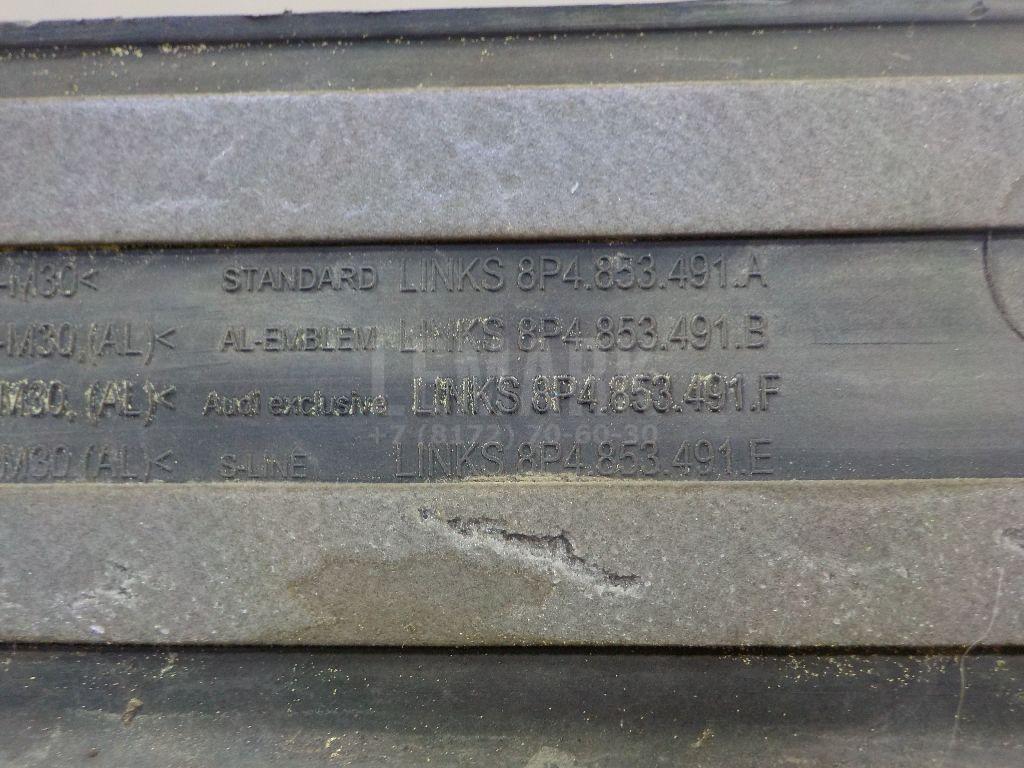 -M30< STANDARD LINKS 8P4.853.491.A
-M30,(AL)< AL-EMBLEM LINKS 8P4.853.491.B
M30,(AL)< Audi exclusive LINKS 8P4.853.491.F
M30,(AL)< S-LINE LINKS 8P4.853.491.E
+7 (8172) 70-60-30